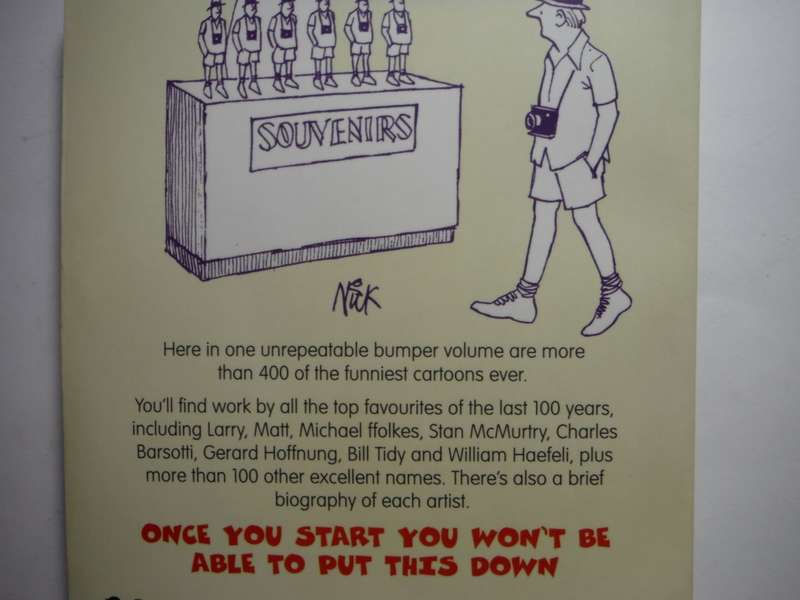 SOUVENIRS
Nick
Here in one unrepeatable bumper volume are more
than 400 of the funniest cartoons ever.
You'll find work by all the top favourites of the last 100 years,
including Larry, Matt, Michael ffolkes, Stan McMurtry, Charles
Barsotti, Gerard Hoffnung, Bill Tidy and William Haefeli, plus
more than 100 other excellent names. There's also a brief
biography of each artist.
ONCE YOU START YOU WON'T BE
ABLE TO PUT THIS DOWN